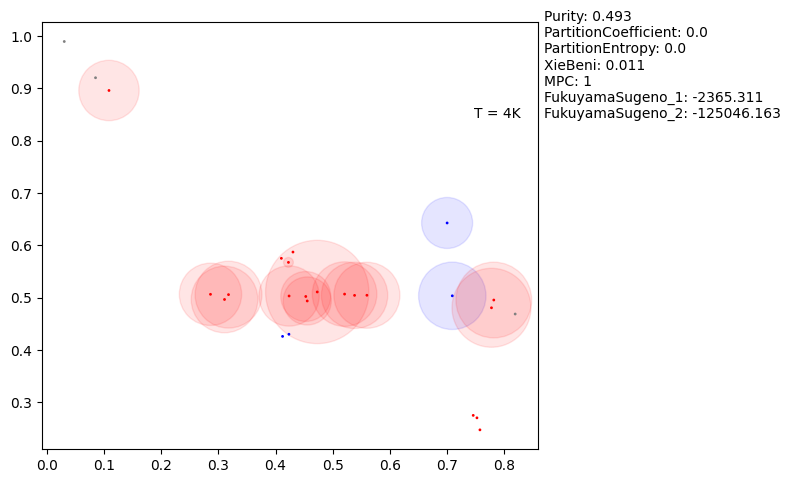 Purity: 0.493
PartitionCoefficient: 0.0
PartitionEntropy: 0.0
XieBeni: 0.011
MPC: 1
FukuyamaSugeno_1: -2365.311
FukuyamaSugeno_2: -125046.163
T = 4K
1.0
0.9
0.8
0.7
0.6
0.5
0.4
0.3
0.0 0.1 0.2 0.3 0.4 0.5 0.6 0.7 0.8